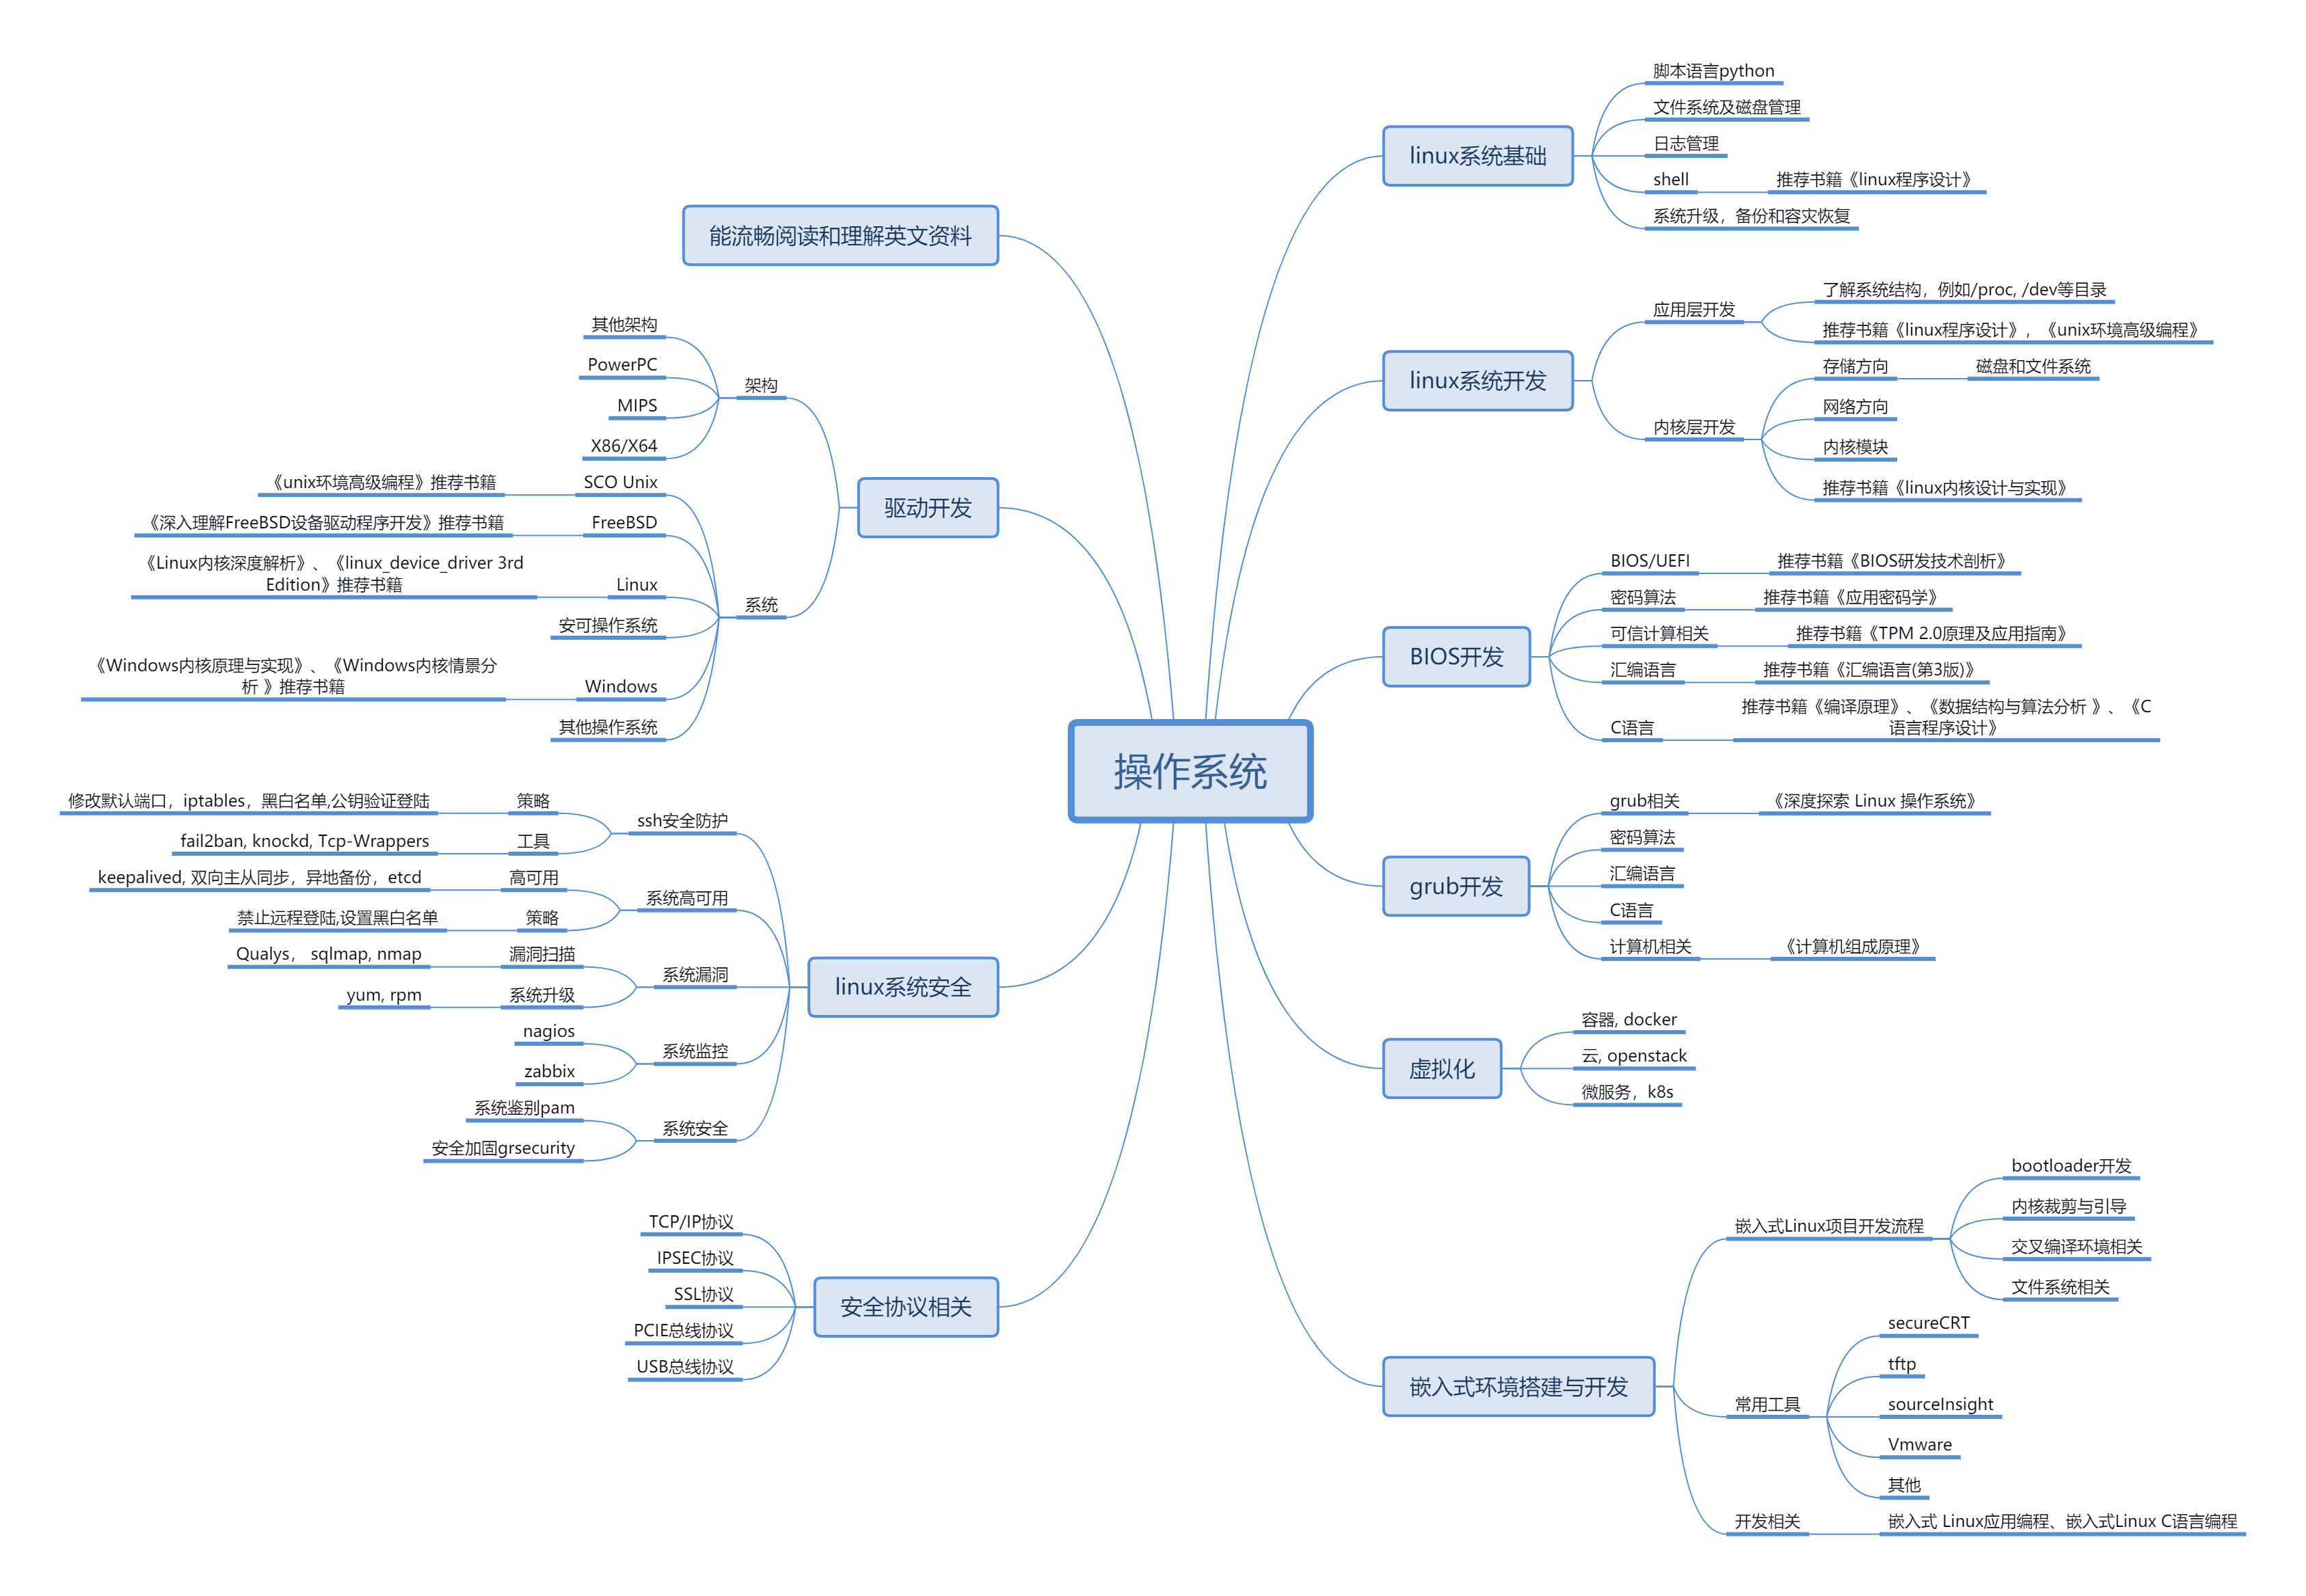 操作系统
linux系统基础
脚本语言python
文件系统及磁盘管理
日志管理
shell
推荐书籍《linux程序设计》
系统升级，备份和容灾恢复
linux系统开发
应用层开发
了解系统结构，例如/proc, /dev等目录
推荐书籍《linux程序设计》，《unix环境高级编程》
内核层开发
存储方向
磁盘和文件系统
网络方向
内核模块
推荐书籍《linux内核设计与实现》
BIOS开发
BIOS/UEFI
推荐书籍《BIOS研发技术剖析》
密码算法
推荐书籍《应用密码学》
可信计算相关
推荐书籍《TPM 2.0原理及应用指南》
汇编语言
推荐书籍《汇编语言(第3版)》
C语言
推荐书籍《编译原理》、《数据结构与算法分析 》、《C
语言程序设计》
grub开发
grub相关
《深度探索 Linux 操作系统》
密码算法
汇编语言
C语言
计算机相关
《计算机组成原理》
虚拟化
容器, docker
云, openstack
微服务，k8s
嵌入式环境搭建与开发
嵌入式Linux项目开发流程
bootloader开发
内核裁剪与引导
交叉编译环境相关
文件系统相关
常用工具
secureCRT
tftp
sourceInsight
Vmware
其他
开发相关
嵌入式 Linux应用编程、嵌入式Linux C语言编程
能流畅阅读和理解英文资料
驱动开发
架构
其他架构
PowerPC
MIPS
X86/X64
系统
SCO Unix
《unix环境高级编程》推荐书籍
FreeBSD
《深入理解FreeBSD设备驱动程序开发》推荐书籍
Linux
《Linux内核深度解析》、《linux_device_driver 3rd
Edition》推荐书籍
安可操作系统
Windows
《Windows内核原理与实现》、《Windows内核情景分
析 》推荐书籍
其他操作系统
linux系统安全
ssh安全防护
策略
修改默认端口，iptables，黑白名单,公钥验证登陆
工具
fail2ban, knockd, Tcp-Wrappers
系统高可用
高可用
keepalived, 双向主从同步，异地备份，etcd
策略
禁止远程登陆,设置黑白名单
系统漏洞
漏洞扫描
Qualys， sqlmap, nmap
系统升级
yum, rpm
系统监控
nagios
zabbix
系统安全
系统鉴别pam
安全加固grsecurity
安全协议相关
TCP/IP协议
IPSEC协议
SSL协议
PCIE总线协议
USB总线协议